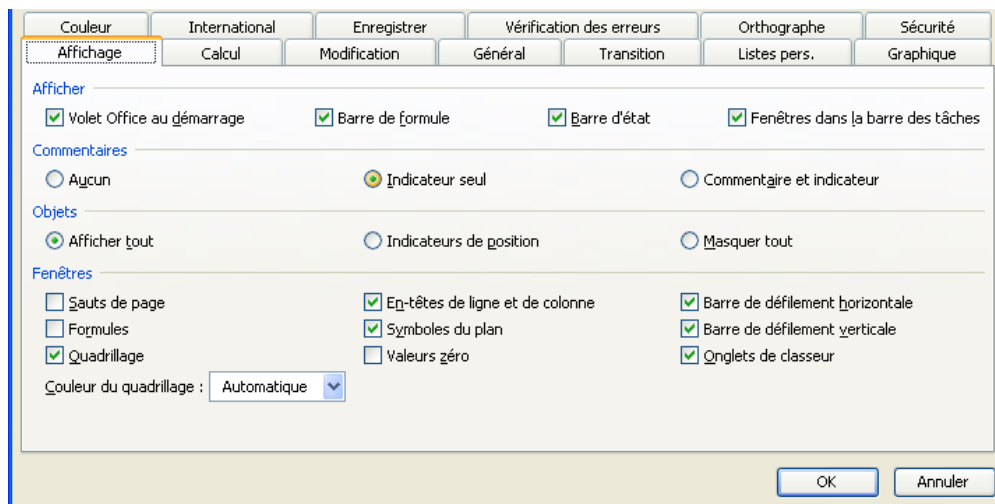 Couleur International Enregistrer Vérification des erreurs Orthographe Sécurité
Affichage Calcul Modification Général Transition Listes pers. Graphique
Afficher
Volet Office au démarrage Barre de formule Barre d'état Fenêtres dans la barre des tâches
Commentaires
Aucun Indicateur seul Commentaire et indicateur
Objets
Afficher tout Indicateurs de position Masquer tout
Fenêtres
Sauts de page En-têtes de ligne et de colonne Barre de défilement horizontale
Formules Symboles du plan Barre de défilement verticale
Quadrillage Valeurs zéro Onglets de classeur
Couleur du quadrillage : Automatique
OK Annuler